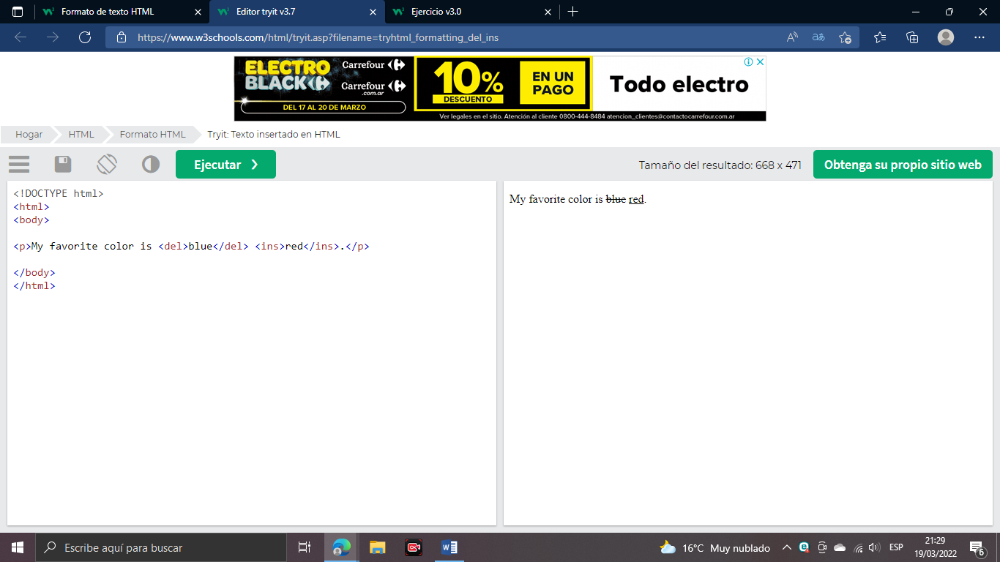 Formato de texto HTML
Editor tryit v3.7
Ejercicio v3.0
https://www.w3schools.com/html/tryit.asp?filename=tryhtml_formatting_del_ins
ELECTRO
BLACK
Carrefour
Carrefour
.com.ar
DEL 17 AL 20 DE MARZO
10%
DESCUENTO
EN UN
PAGO
Todo electro
Ver legales en el sitio. Atención al cliente 0800-444-8484 atencion_clientes@contactocarrefour.com.ar
Hogar HTML Formato HTML Tryit: Texto insertado en HTML
Ejecutar ❯
Tamaño del resultado: 668 x 471
Obtenga su propio sitio web
<!DOCTYPE html>
<html>
<body>
<p>My favorite color is <del>blue</del> <ins>red</ins>.</p>
</body>
</html>
My favorite color is blue red.
Escribe aquí para buscar
16°C Muy nublado
ESP
21:29
19/03/2022
6